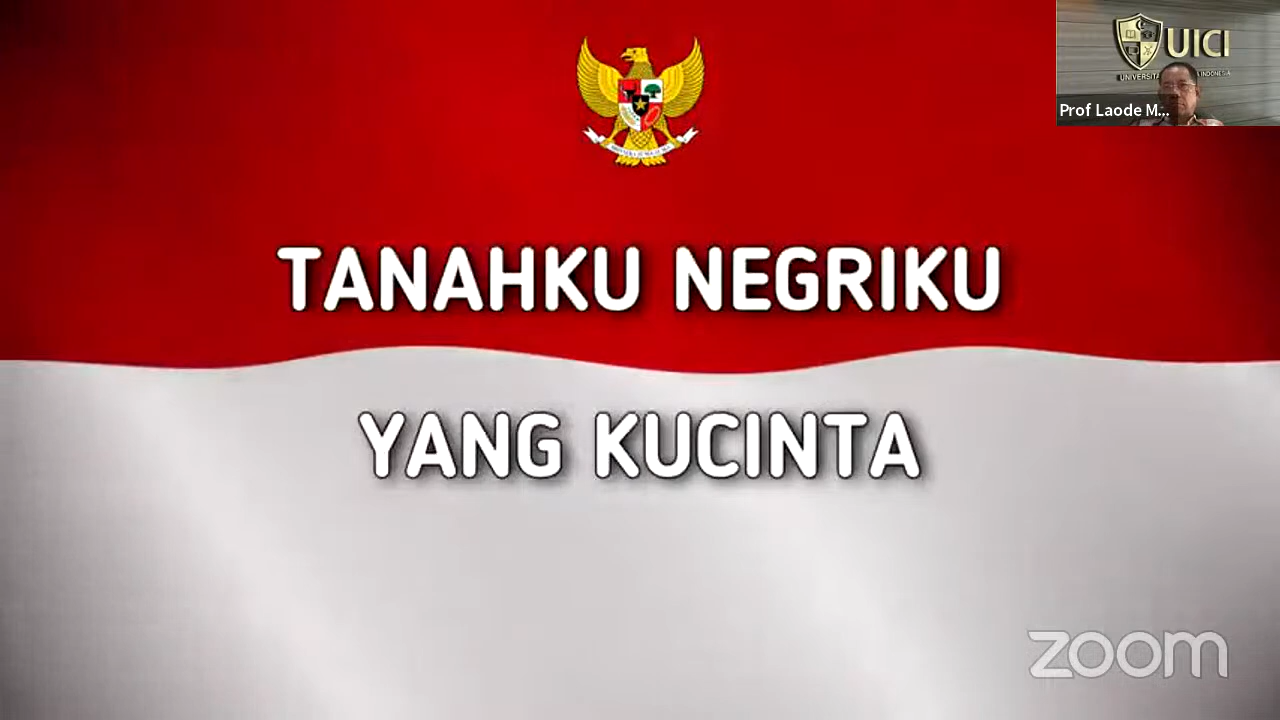 TANAHKU NEGRIKU
YANG KUCINTA
UICI
Prof Laode M...
zoom